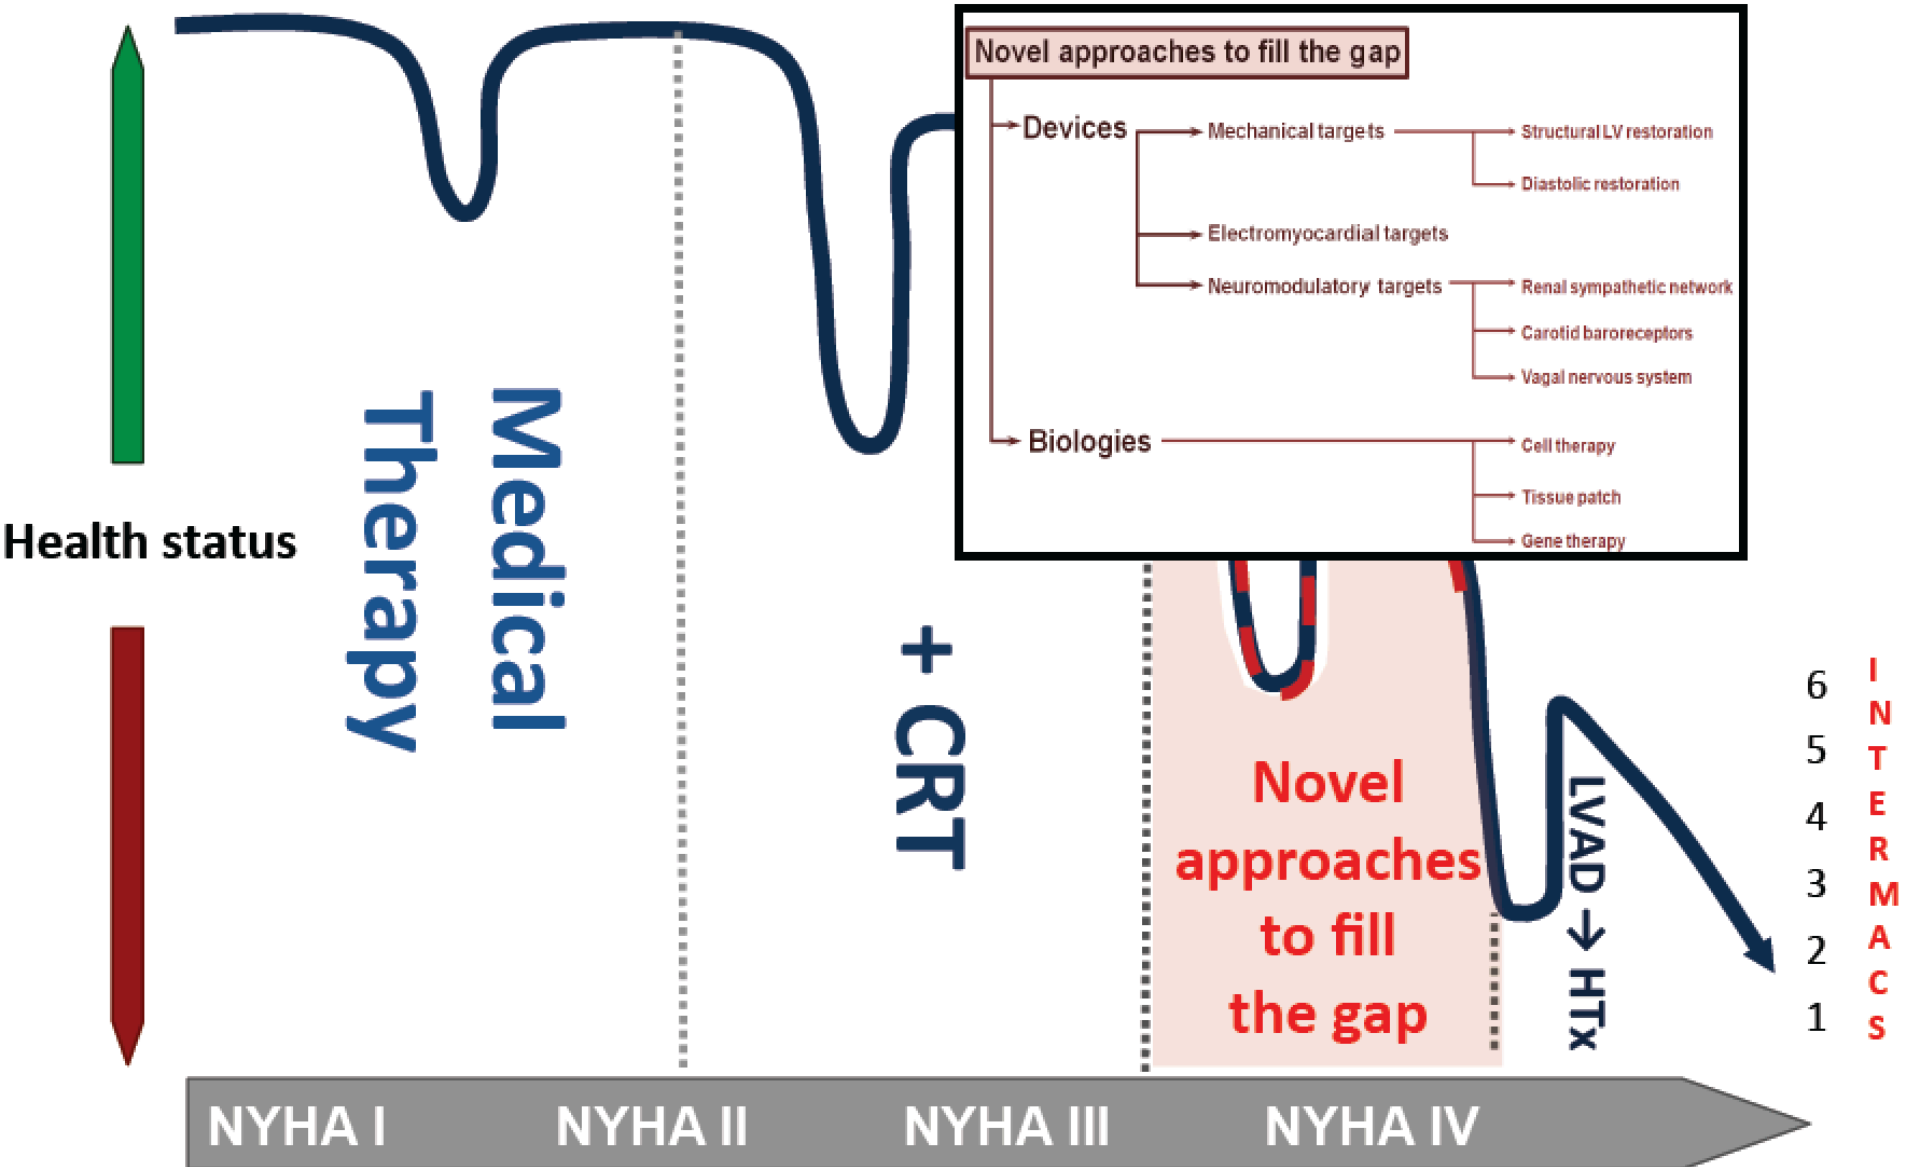 Novel approaches to fill the gap
Devices
Mechanical targets
Structural LV restoration
Diastolic restoration
Electromyocardial targets
Neuromodulatory targets
Renal sympathetic network
Carotid baroreceptors
Vagal nervous system
Biologies
Cell therapy
Tissue patch
Gene therapy
Health status
Medical
Therapy
+ CRT
Novel
approaches
to fill
the gap
LVAD → HTx
6
5
4
3
2
1
INTERMACS
NYHA I
NYHA II
NYHA III
NYHA IV